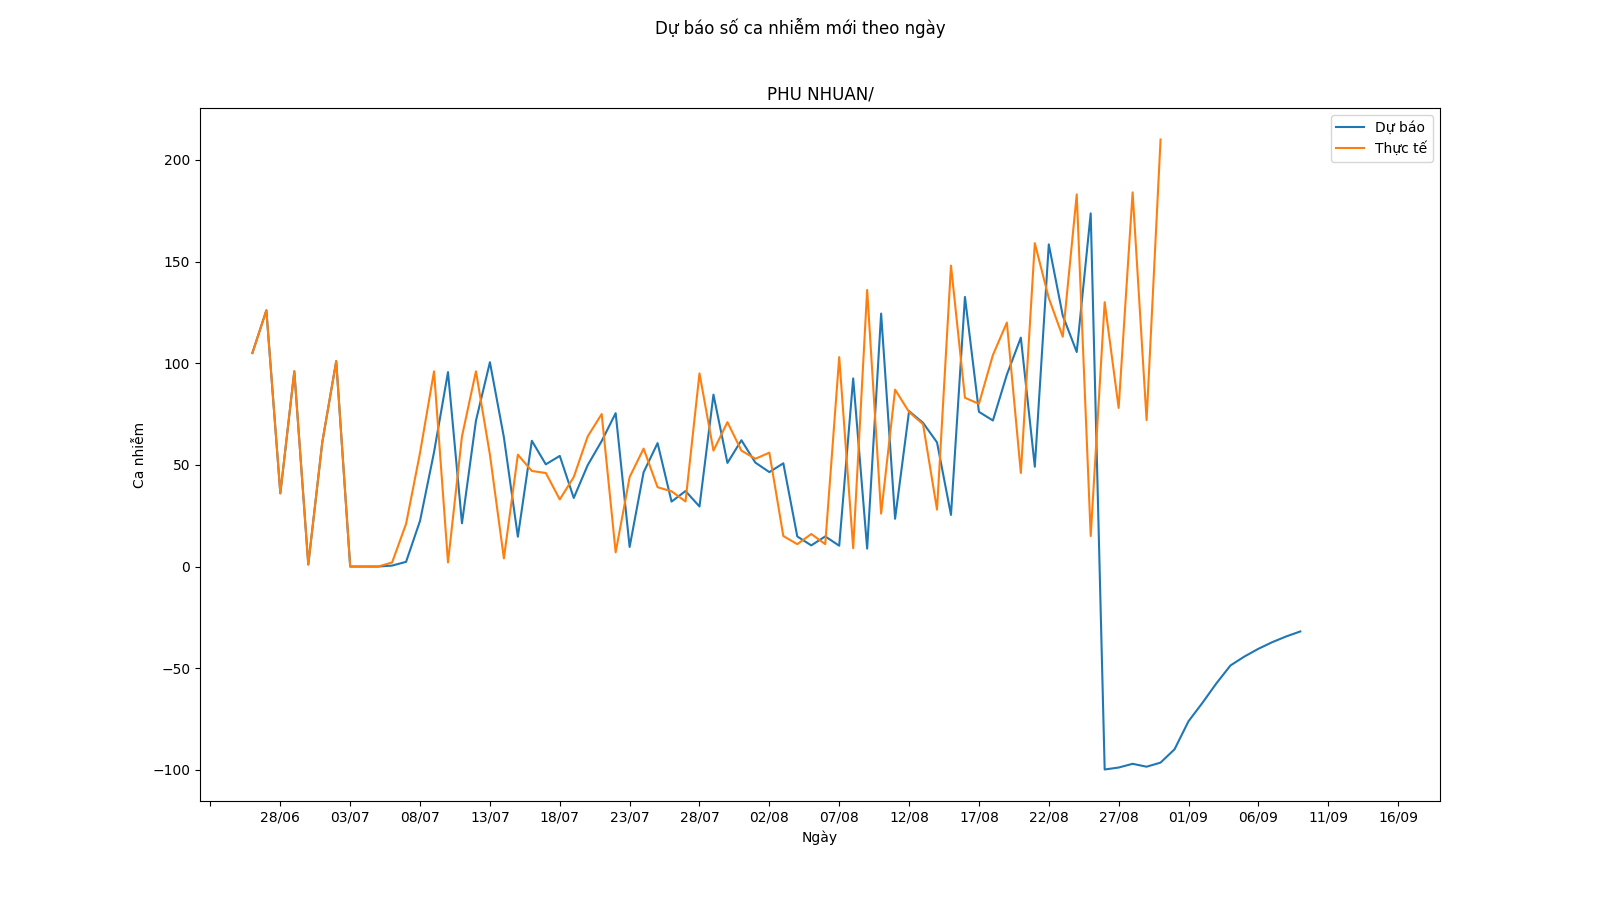 Dự báo số ca nhiễm mới theo ngày
PHU NHUAN/
Dự báo
Thực tế
200
150
100
50
0
−50
−100
Ca nhiễm
28/06 03/07 08/07 13/07 18/07 23/07 28/07 02/08 07/08 12/08 17/08 22/08 27/08 01/09 06/09 11/09 16/09
Ngày